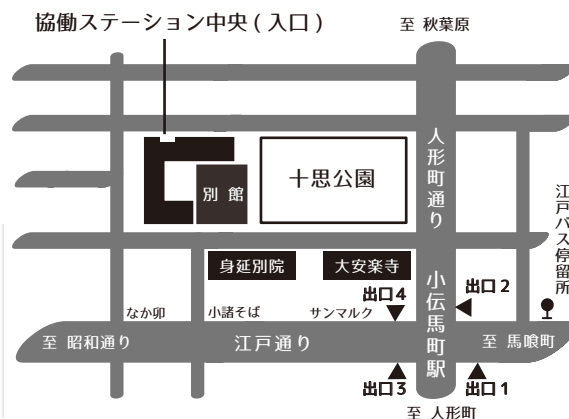 協働ステーション中央 ( 入口 )
至 秋葉原
人形町通り
別 館
十思公園
江戸バス停留所
身延別院
大安楽寺
小伝馬町駅
出口4
出口2
なか卯
小諸そば
サンマルク
至 昭和通り
江戸通り
至 馬喰町
出口3
出口1
至 人形町